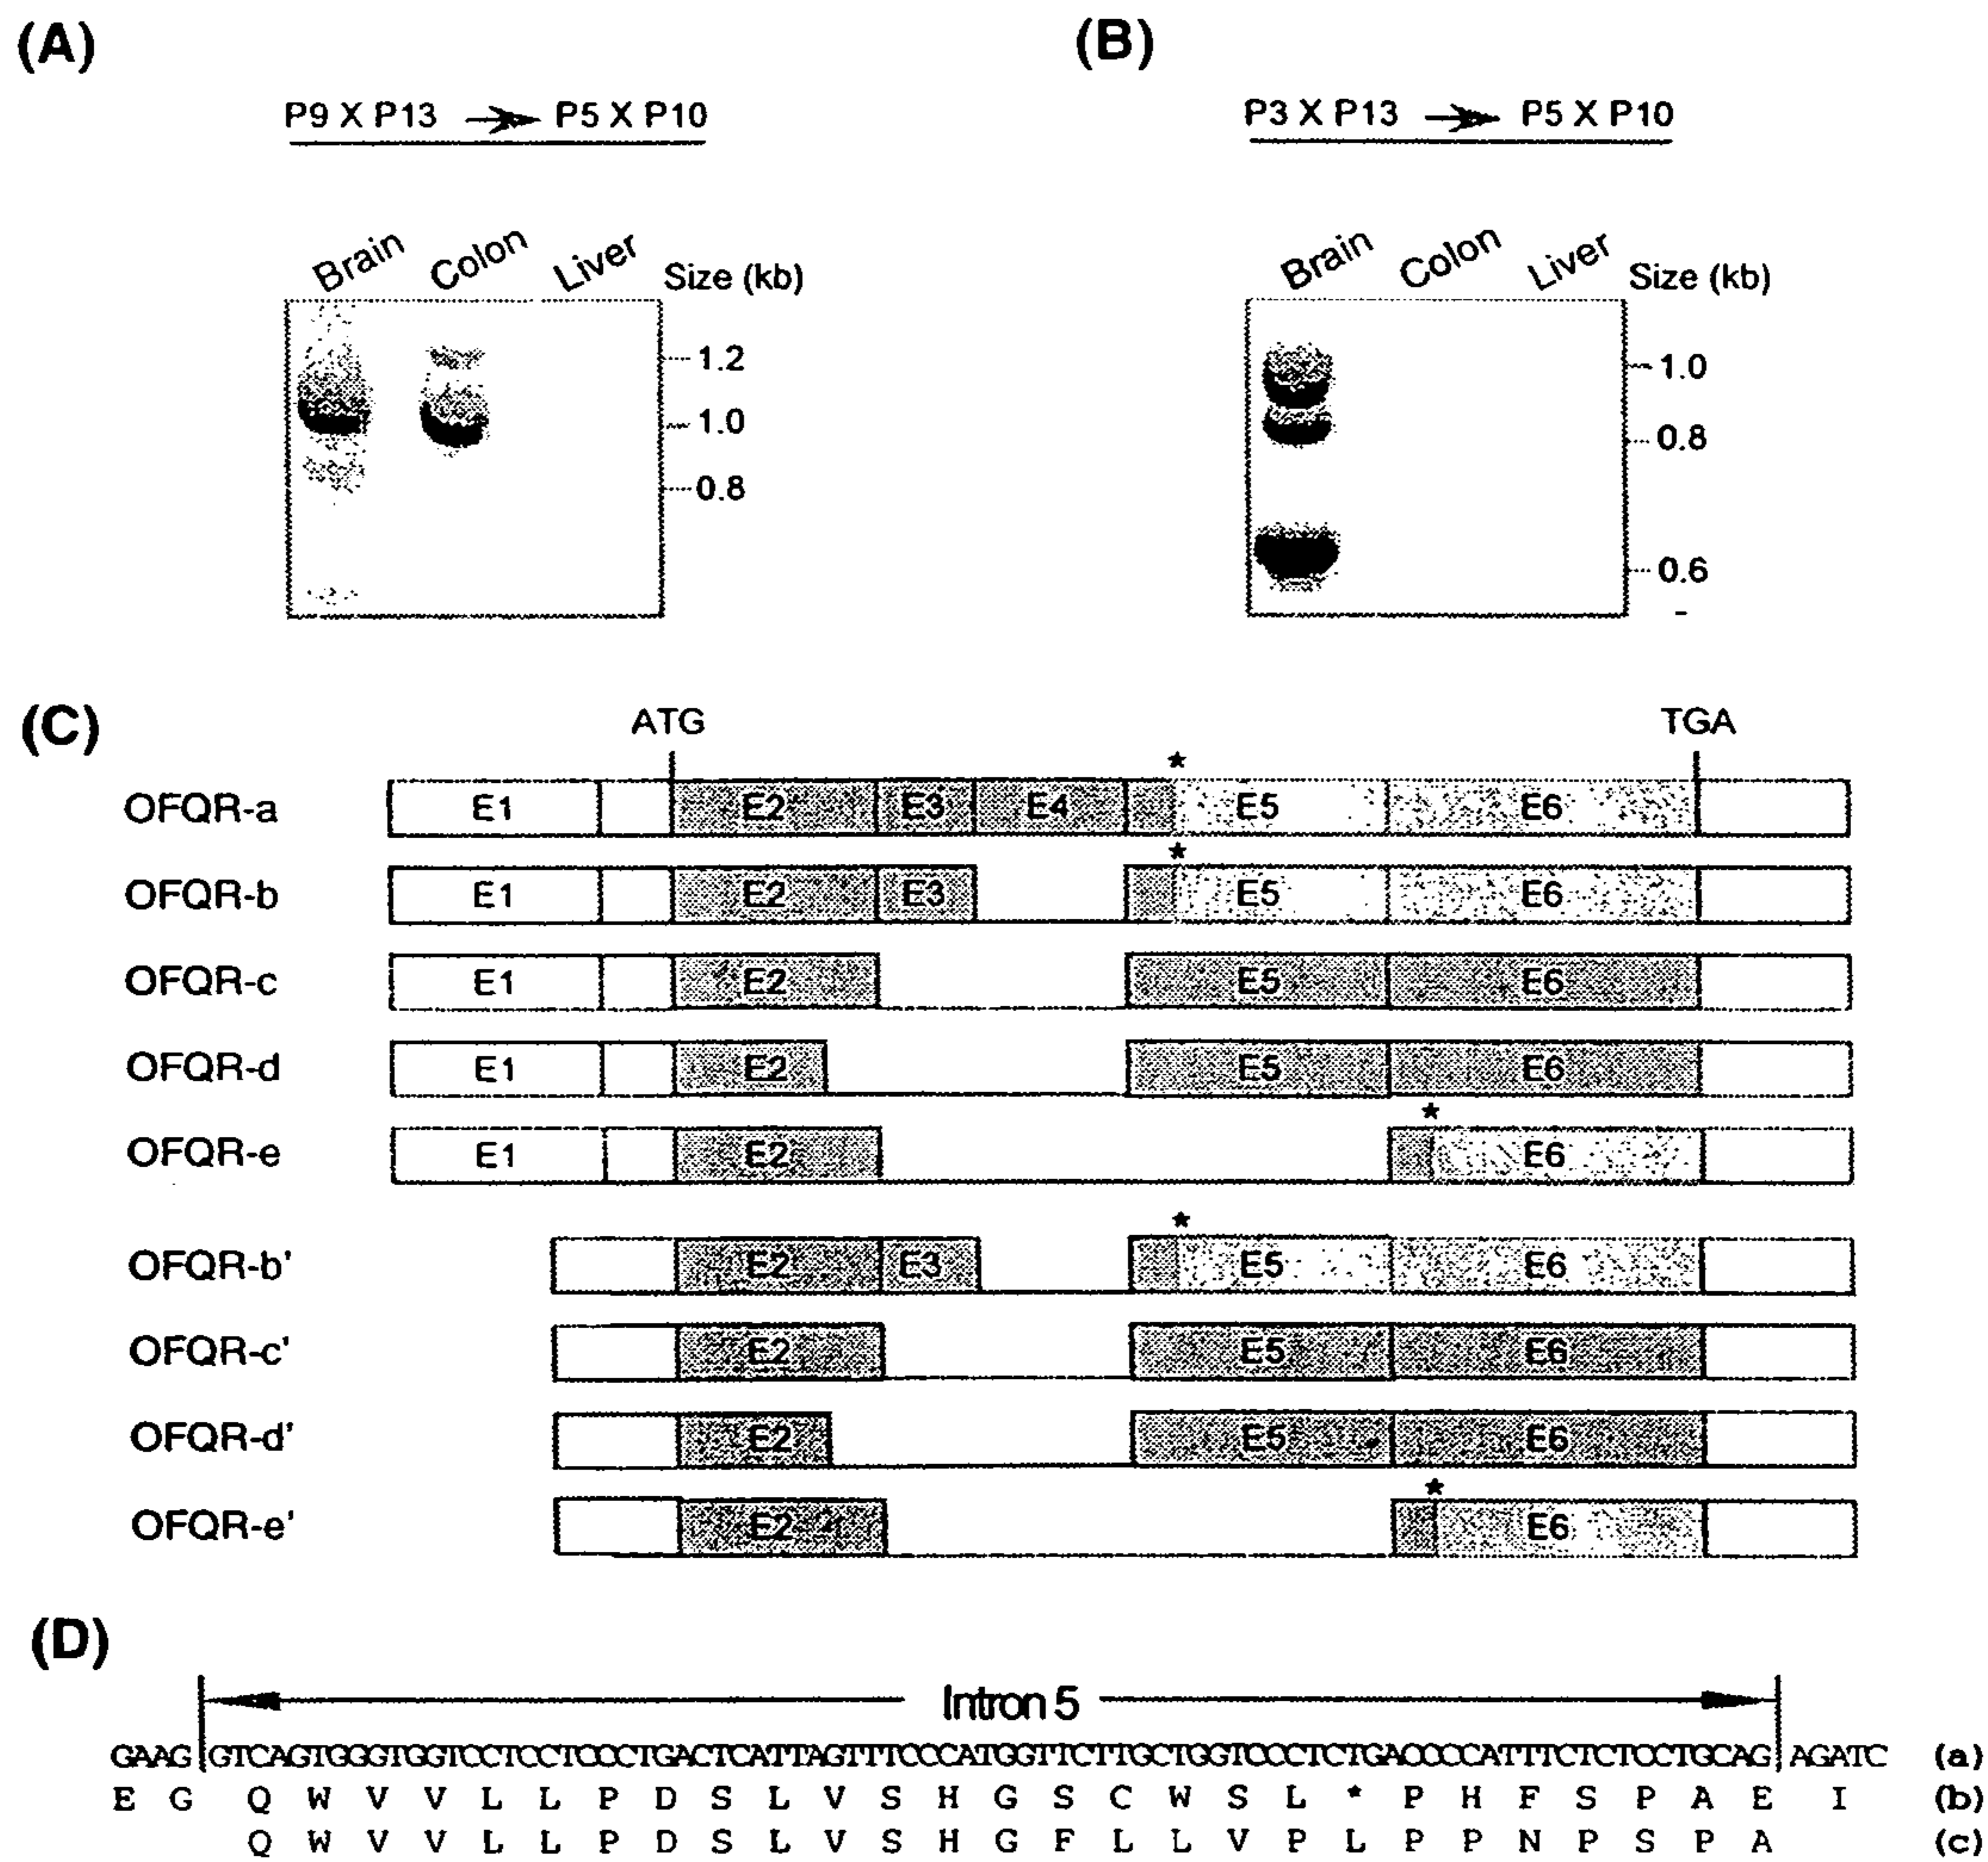 (A)
P9 X P13 → P5 X P10
Brain Colon Liver Size (kb)
1.2
1.0
0.8
(B)
P3 X P13 → P5 X P10
Brain Colon Liver Size (kb)
1.0
0.8
0.6
(C)
ATG TGA
*
OFQR-a E1 E2 E3 E4 E5 E6
*
OFQR-b E1 E2 E3 E5 E6
OFQR-c E1 E2 E5 E6
OFQR-d E1 E2 E5 E6
*
OFQR-e E1 E2 E6
*
OFQR-b' E2 E3 E5 E6
OFQR-c' E2 E5 E6
OFQR-d' E2 E5 E6
*
OFQR-e' E2 E6
(D)
Intron 5
GAAG GTCAGTGGGTGGTCCTCCTCCCTGACTCATTAGTTTCCCATGGTTCTTGCTGGTCCCTCTGACCCCATTTCTCTCCTGCAG AGATC (a)
E G Q W V V L L P D S L V S H G S C W S L * P H F S P A E I (b)
Q W V V L L P D S L V S H G F L L V P L P P N P S P A (c)